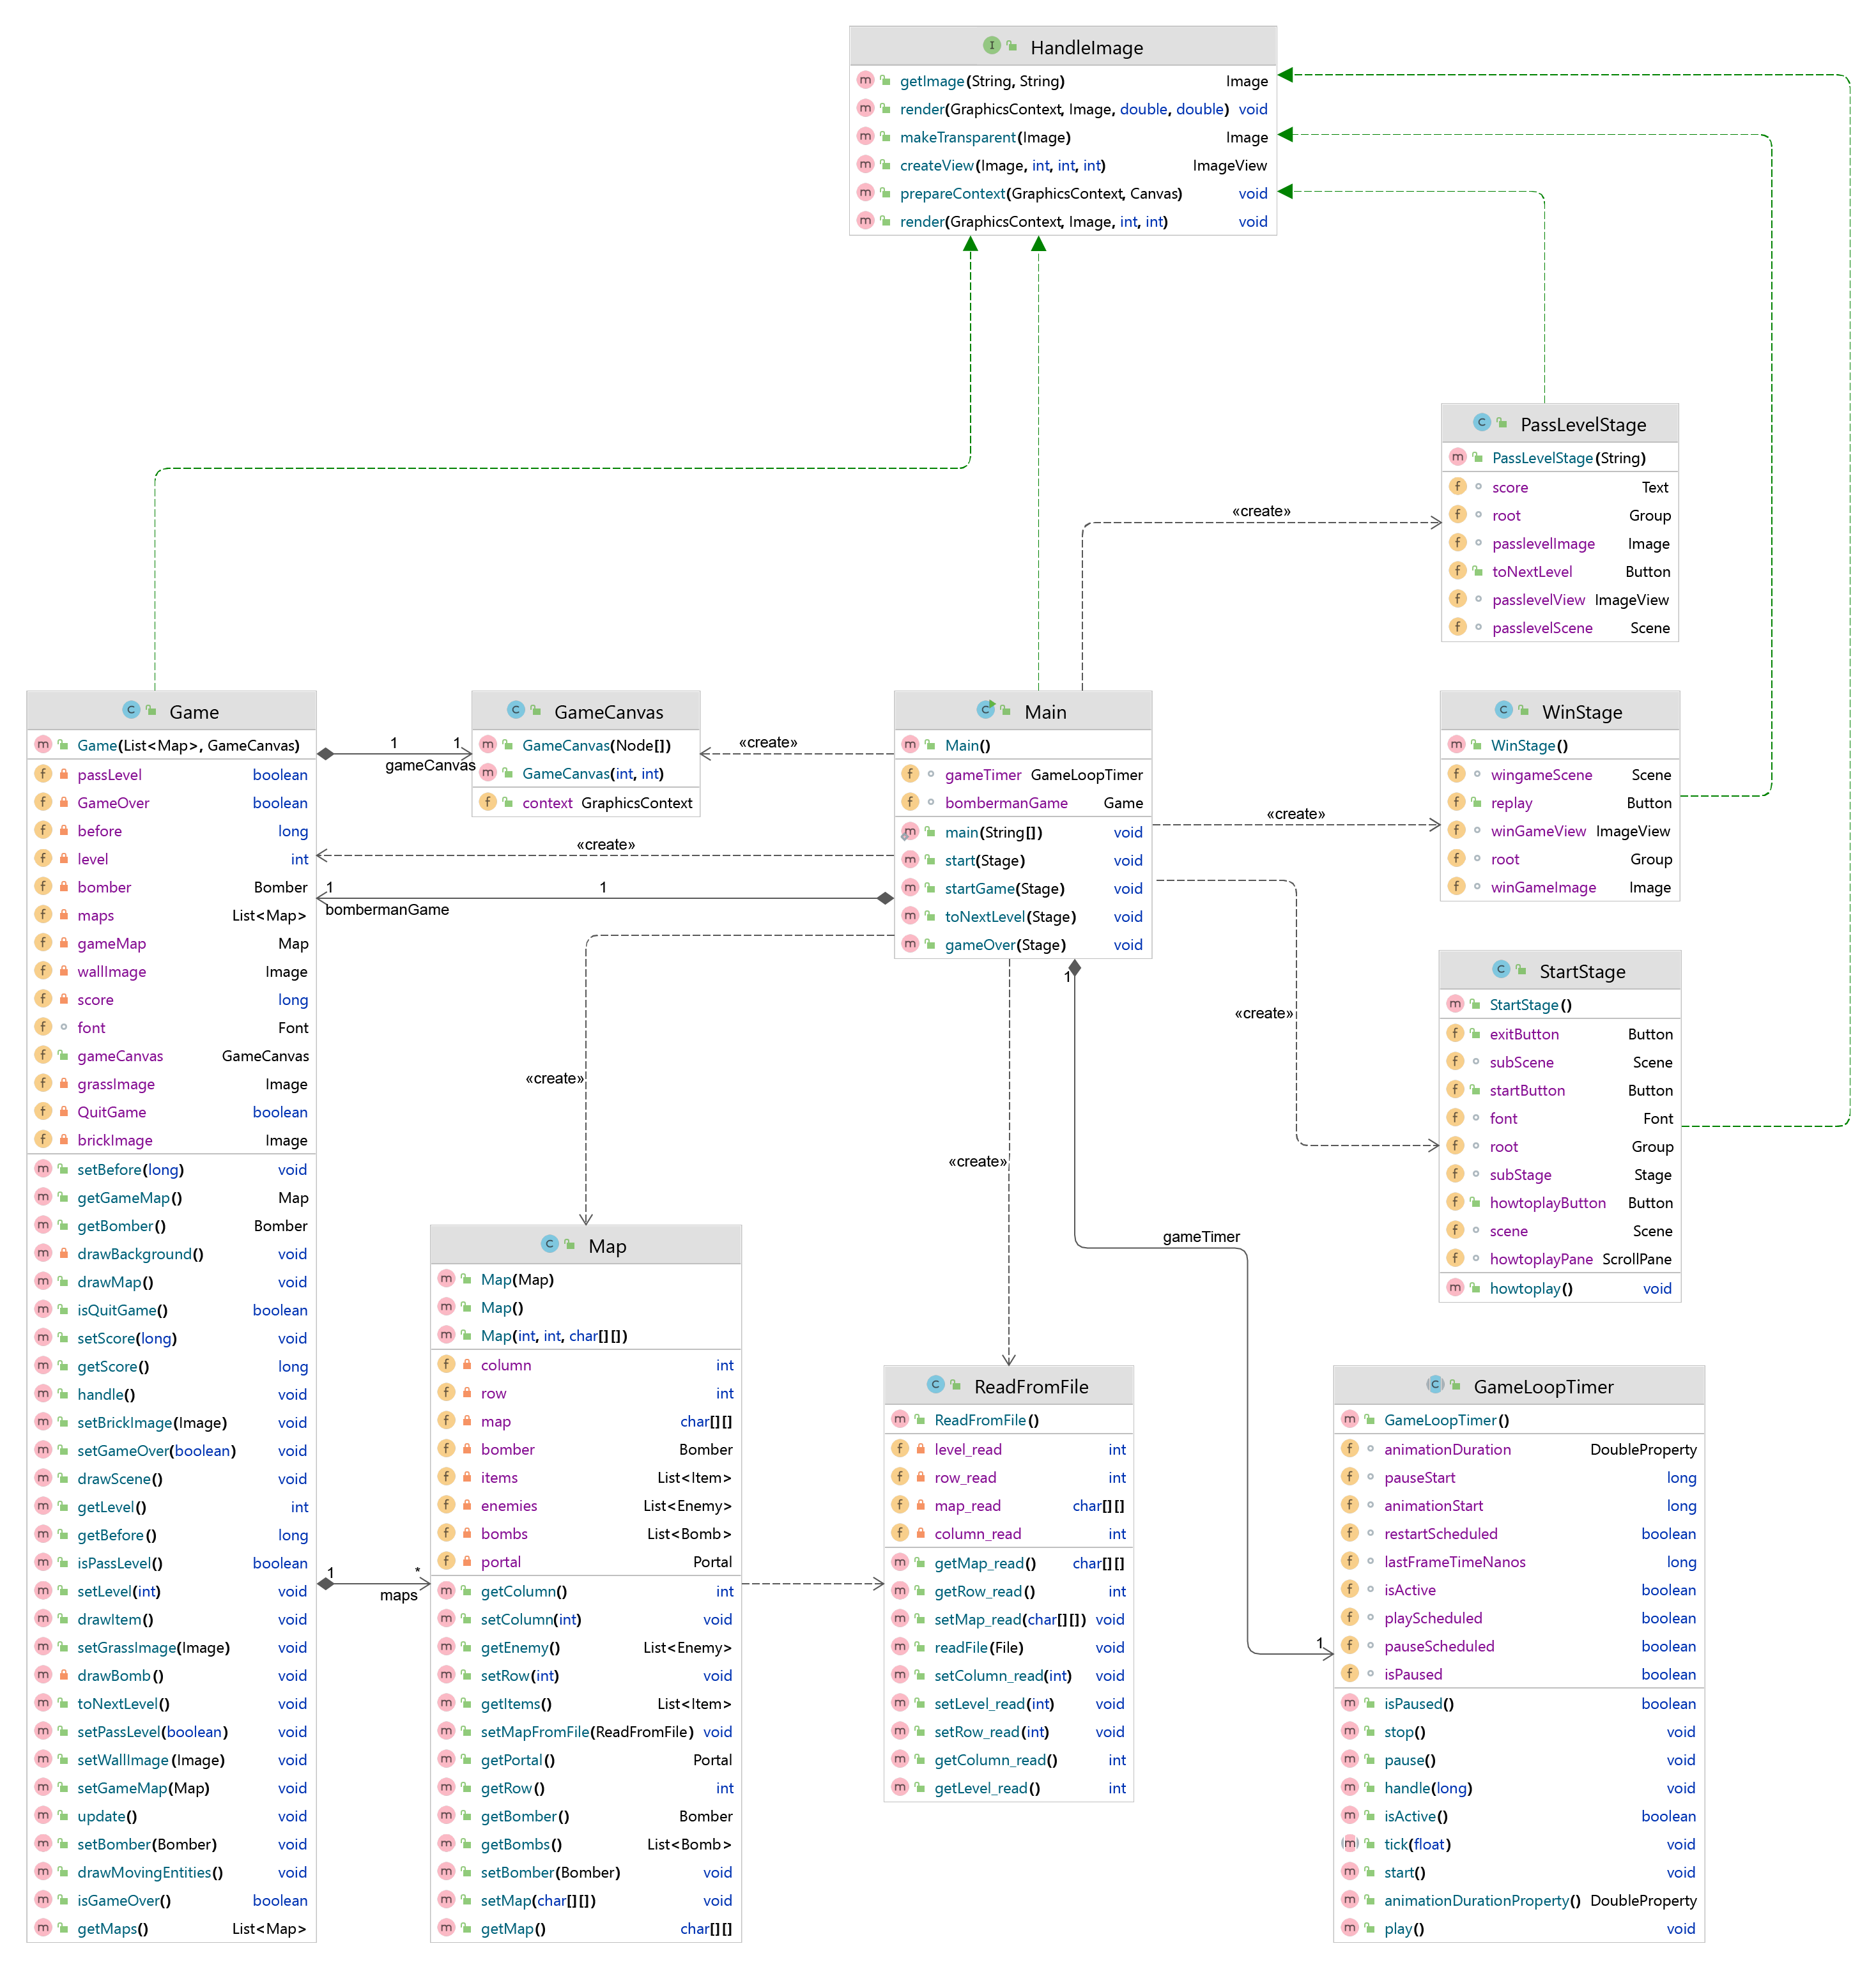 HandleImage
getImage(String, String) Image
render(GraphicsContext, Image, double, double) void
makeTransparent(Image) Image
createView(Image, int, int, int) ImageView
prepareContext(GraphicsContext, Canvas) void
render(GraphicsContext, Image, int, int) void
PassLevelStage
PassLevelStage(String)
score Text
root Group
passlevelImage Image
toNextLevel Button
passlevelView ImageView
passlevelScene Scene
«create»
Game
Game(List<Map>, GameCanvas)
passLevel boolean
GameOver boolean
before long
level int
bomber Bomber
maps List<Map>
gameMap Map
wallImage Image
score long
font Font
gameCanvas GameCanvas
grassImage Image
QuitGame boolean
brickImage Image
setBefore(long) void
getGameMap() Map
getBomber() Bomber
drawBackground() void
drawMap() void
isQuitGame() boolean
setScore(long) void
getScore() long
handle() void
setBrickImage(Image) void
setGameOver(boolean) void
drawScene() void
getLevel() int
getBefore() long
isPassLevel() boolean
setLevel(int) void
drawItem() void
setGrassImage(Image) void
drawBomb() void
toNextLevel() void
setPassLevel(boolean) void
setWallImage(Image) void
setGameMap(Map) void
update() void
setBomber(Bomber) void
drawMovingEntities() void
isGameOver() boolean
getMaps() List<Map>
1 1
gameCanvas
GameCanvas
GameCanvas(Node[])
GameCanvas(int, int)
context GraphicsContext
«create»
«create»
1 1
bombermanGame
Main
Main()
gameTimer GameLoopTimer
bombermanGame Game
main(String[]) void
start(Stage) void
startGame(Stage) void
toNextLevel(Stage) void
gameOver(Stage) void
«create»
WinStage
WinStage()
wingameScene Scene
replay Button
winGameView ImageView
root Group
winGameImage Image
«create»
StartStage
StartStage()
exitButton Button
subScene Scene
startButton Button
font Font
root Group
subStage Stage
howtoplayButton Button
scene Scene
howtoplayPane ScrollPane
howtoplay() void
«create»
«create»
1
gameTimer
1
1 *
maps
Map
Map(Map)
Map()
Map(int, int, char[][])
column int
row int
map char[][]
bomber Bomber
items List<Item>
enemies List<Enemy>
bombs List<Bomb>
portal Portal
getColumn() int
setColumn(int) void
getEnemy() List<Enemy>
setRow(int) void
getItems() List<Item>
setMapFromFile(ReadFromFile) void
getPortal() Portal
getRow() int
getBomber() Bomber
getBombs() List<Bomb>
setBomber(Bomber) void
setMap(char[][]) void
getMap() char[][]
ReadFromFile
ReadFromFile()
level_read int
row_read int
map_read char[][]
column_read int
getMap_read() char[][]
getRow_read() int
setMap_read(char[][]) void
readFile(File) void
setColumn_read(int) void
setLevel_read(int) void
setRow_read(int) void
getColumn_read() int
getLevel_read() int
GameLoopTimer
GameLoopTimer()
animationDuration DoubleProperty
pauseStart long
animationStart long
restartScheduled boolean
lastFrameTimeNanos long
isActive boolean
playScheduled boolean
pauseScheduled boolean
isPaused boolean
isPaused() boolean
stop() void
pause() void
handle(long) void
isActive() boolean
tick(float) void
start() void
animationDurationProperty() DoubleProperty
play() void